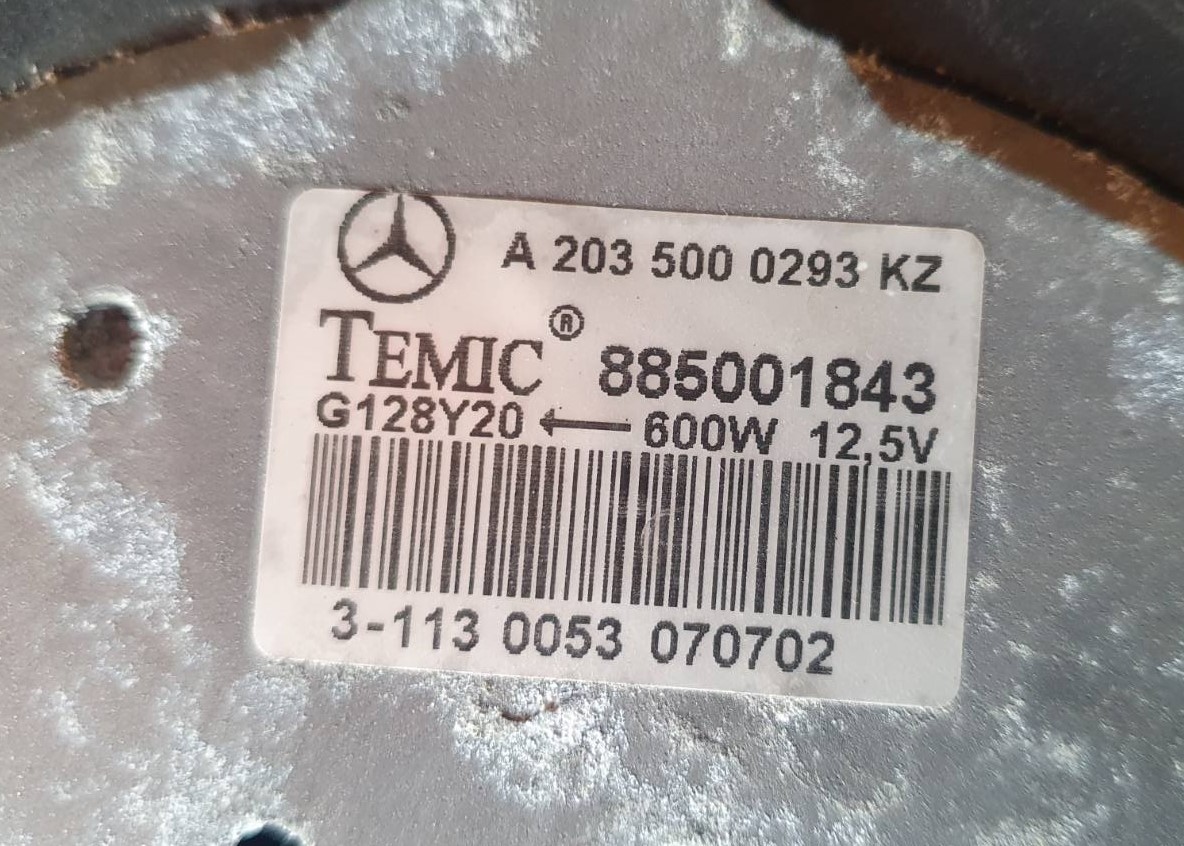 A 203 500 0293 KZ
TEMIC® 885001843
G128Y20 ← 600W 12,5V
3-113 0053 070702